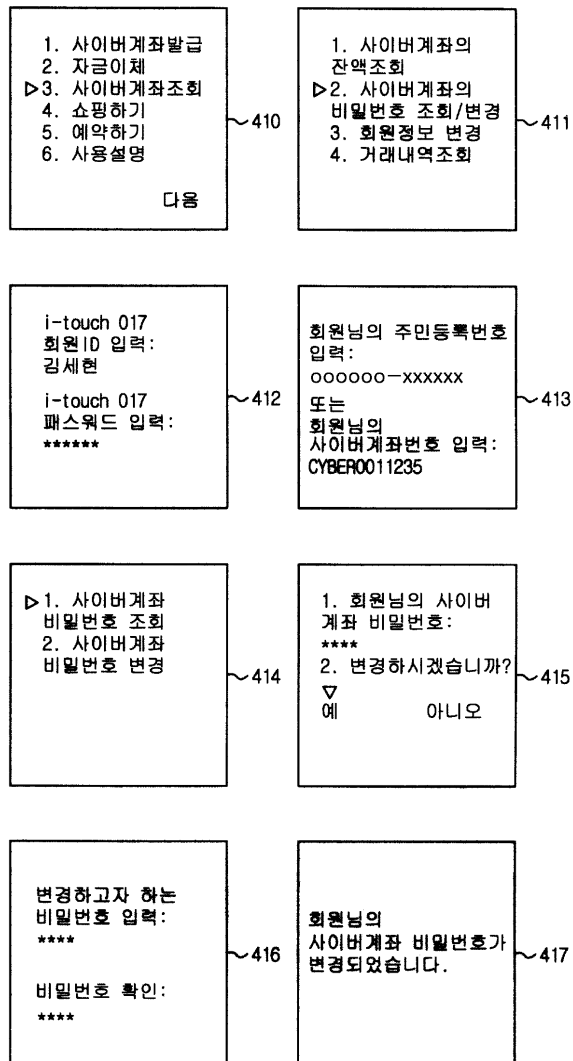 1. 사이버계좌발급
2. 자금이체
▷3. 사이버계좌조회
4. 쇼핑하기
5. 예약하기
6. 사용설명
다음
410
1. 사이버계좌의
잔액조회
▷2. 사이버계좌의
비밀번호 조회/변경
3. 회원정보 변경
4. 거래내역조회
411
i-touch 017
회원ID 입력:
김세현
i-touch 017
패스워드 입력:
******
412
회원님의 주민등록번호
입력:
oooooo-xxxxxx
또는
회원님의
사이버계좌번호 입력:
CYBER0011235
413
▷1. 사이버계좌
비밀번호 조회
2. 사이버계좌
비밀번호 변경
414
1. 회원님의 사이버
계좌 비밀번호:
****
2. 변경하시겠습니까?
▽
예 아니오
415
변경하고자 하는
비밀번호 입력:
****
비밀번호 확인:
****
416
회원님의
사이버계좌 비밀번호가
변경되었습니다.
417